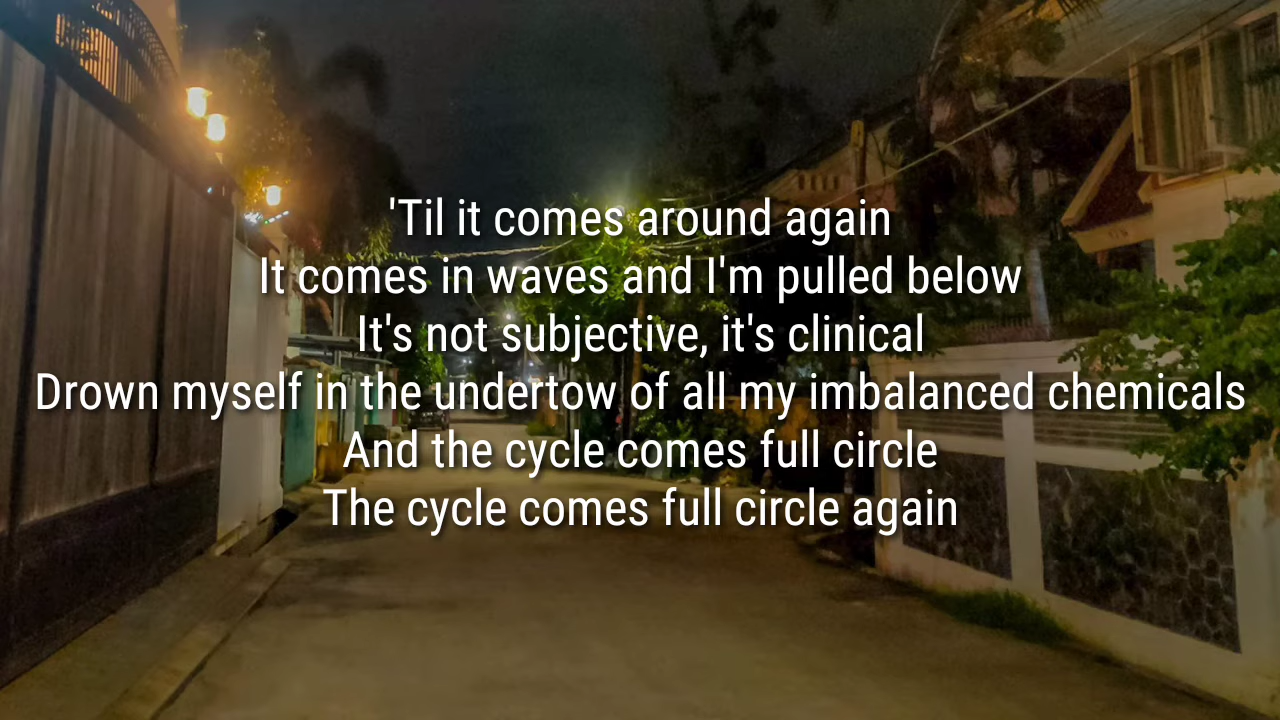 'Til it comes around again
It comes in waves and I'm pulled below
It's not subjective, it's clinical
Drown myself in the undertow of all my imbalanced chemicals
And the cycle comes full circle
The cycle comes full circle again